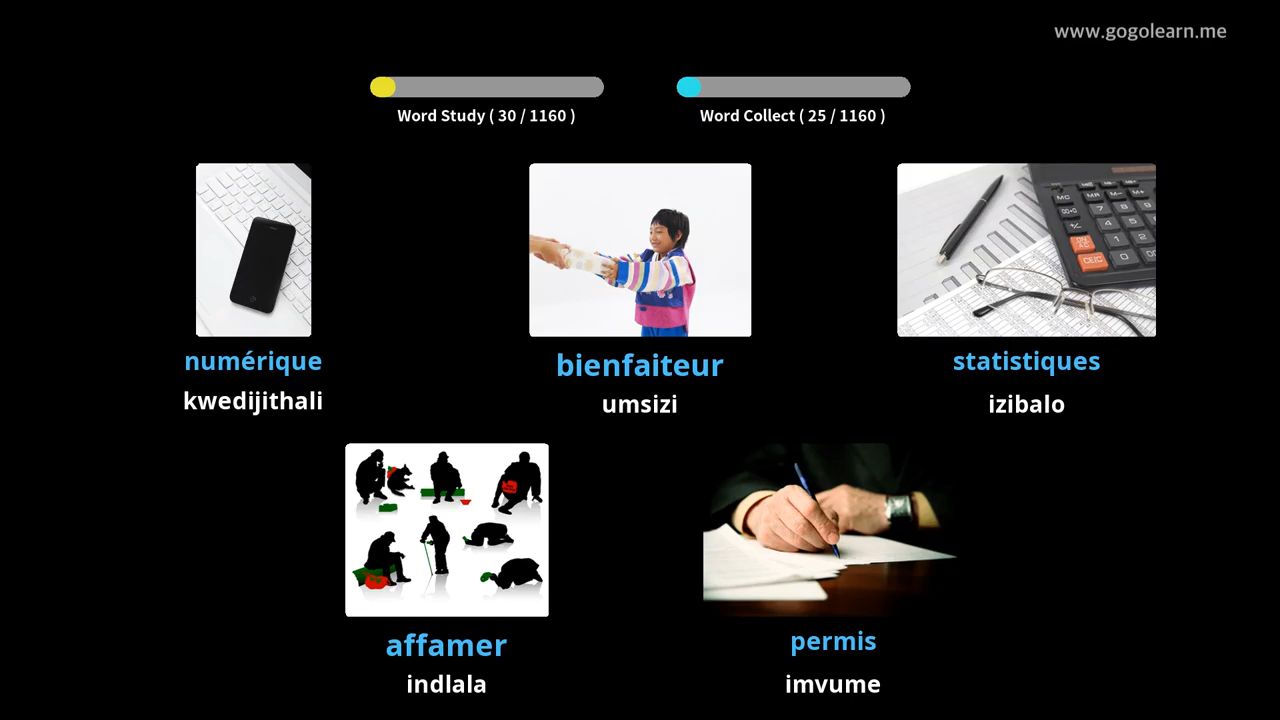 www.gogolearn.me
Word Study ( 30 / 1160 )
Word Collect ( 25 / 1160 )
numérique
kwedijithali
bienfaiteur
umsizi
statistiques
izibalo
affamer
indlala
permis
imvume